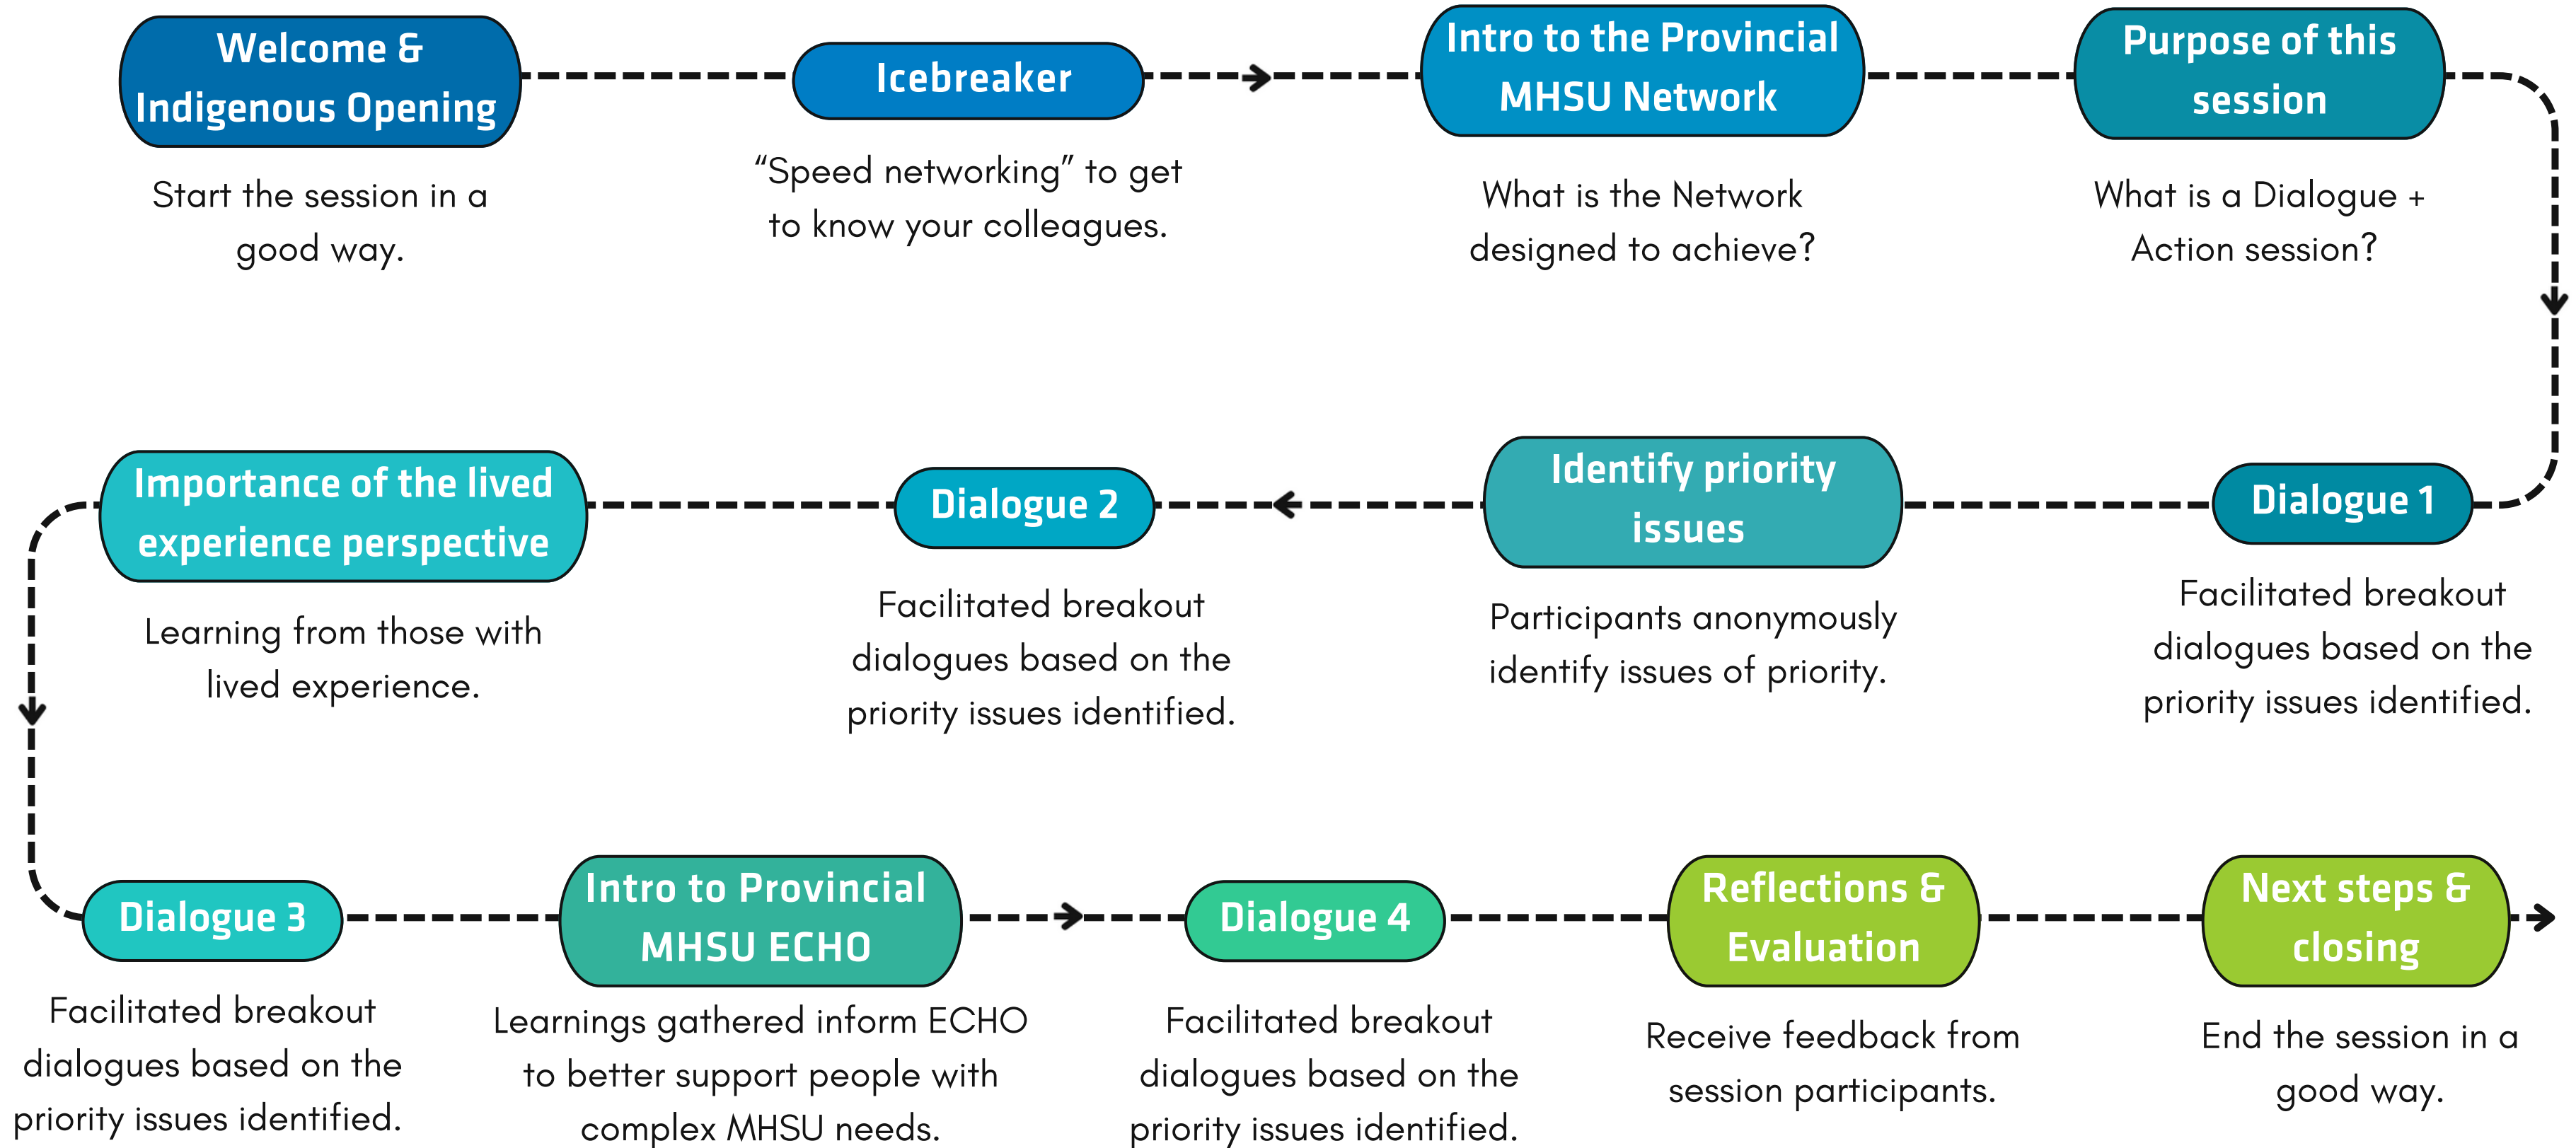 Welcome &
Indigenous Opening
Start the session in a
good way.
Icebreaker
“Speed networking” to get
to know your colleagues.
Intro to the Provincial
MHSU Network
What is the Network
designed to achieve?
Purpose of this
session
What is a Dialogue +
Action session?
Dialogue 1
Facilitated breakout
dialogues based on the
priority issues identified.
Identify priority
issues
Participants anonymously
identify issues of priority.
Dialogue 2
Facilitated breakout
dialogues based on the
priority issues identified.
Importance of the lived
experience perspective
Learning from those with
lived experience.
Dialogue 3
Facilitated breakout
dialogues based on the
priority issues identified.
Intro to Provincial
MHSU ECHO
Learnings gathered inform ECHO
to better support people with
complex MHSU needs.
Dialogue 4
Facilitated breakout
dialogues based on the
priority issues identified.
Reflections &
Evaluation
Receive feedback from
session participants.
Next steps &
closing
End the session in a
good way.